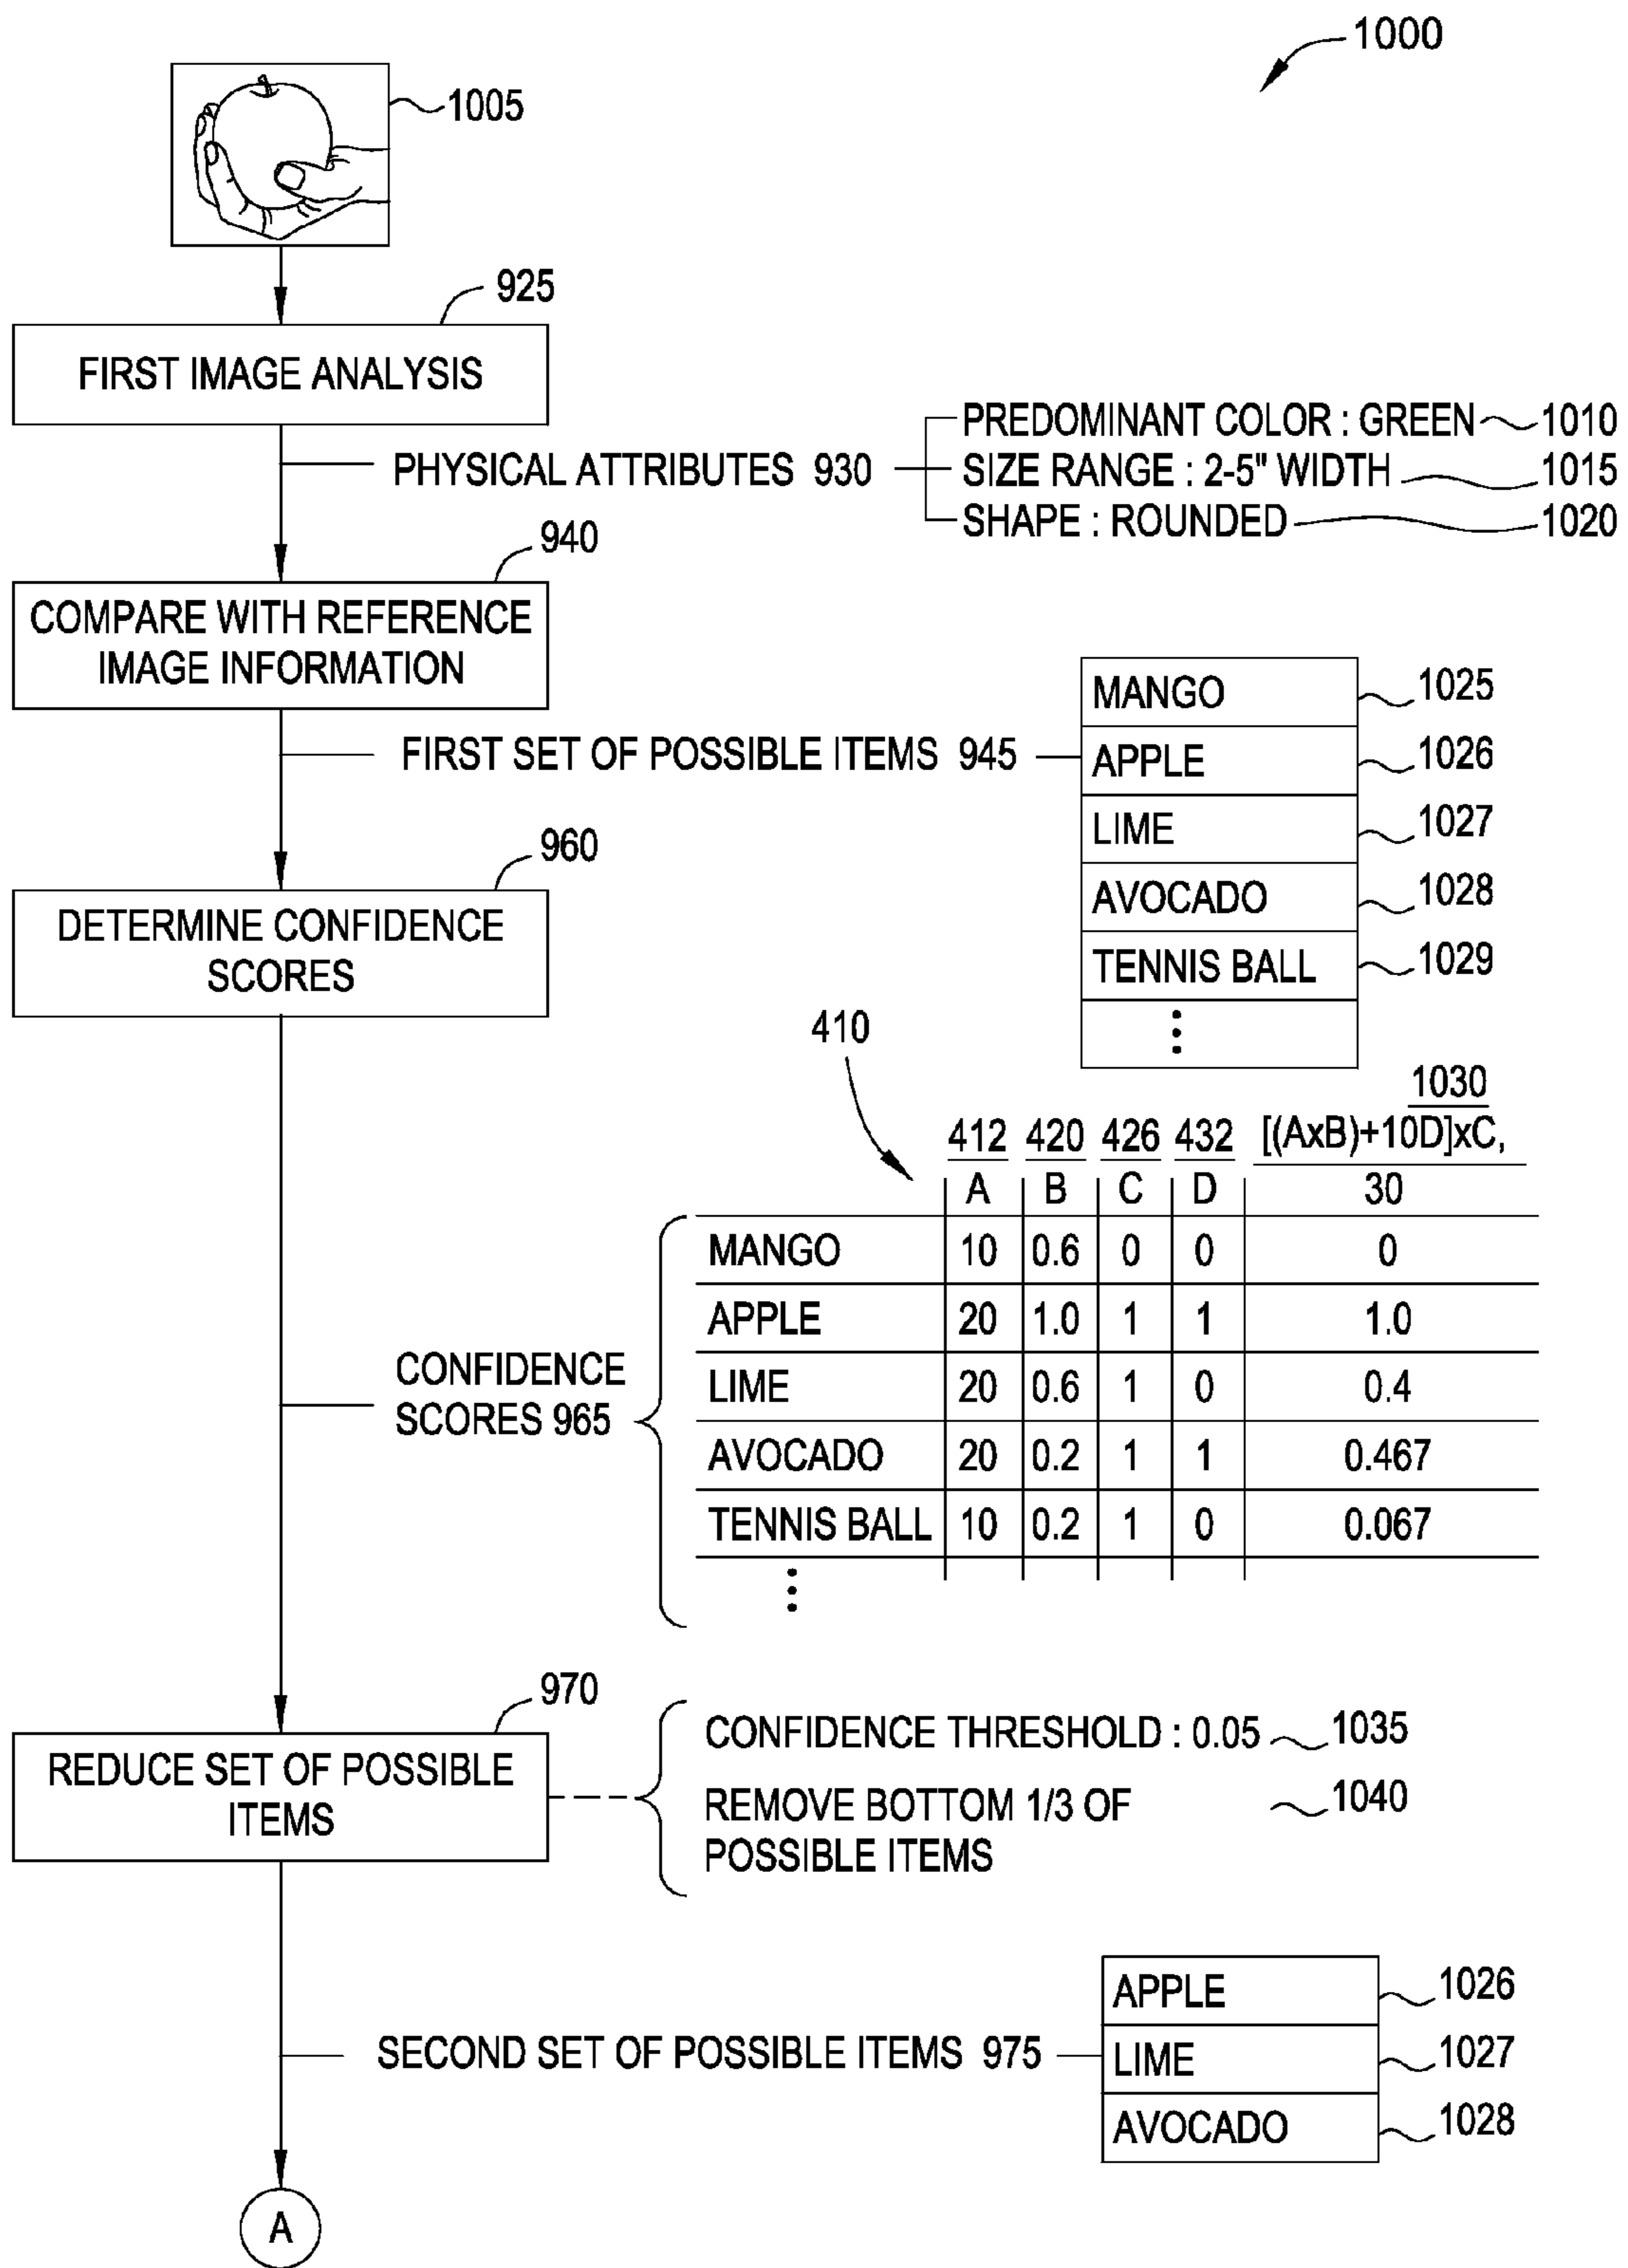 1000
1005
925
FIRST IMAGE ANALYSIS
PHYSICAL ATTRIBUTES 930
PREDOMINANT COLOR : GREEN 1010
SIZE RANGE : 2-5" WIDTH 1015
SHAPE : ROUNDED 1020
940
COMPARE WITH REFERENCE
IMAGE INFORMATION
FIRST SET OF POSSIBLE ITEMS 945
MANGO 1025
APPLE 1026
LIME 1027
AVOCADO 1028
TENNIS BALL 1029
960
DETERMINE CONFIDENCE
SCORES
410
1030
412 420 426 432 [(AxB)+10D]xC,
A B C D 30
MANGO 10 0.6 0 0 0
APPLE 20 1.0 1 1 1.0
LIME 20 0.6 1 0 0.4
AVOCADO 20 0.2 1 1 0.467
TENNIS BALL 10 0.2 1 0 0.067
CONFIDENCE
SCORES 965
970
REDUCE SET OF POSSIBLE
ITEMS
CONFIDENCE THRESHOLD : 0.05 1035
REMOVE BOTTOM 1/3 OF 1040
POSSIBLE ITEMS
SECOND SET OF POSSIBLE ITEMS 975
APPLE 1026
LIME 1027
AVOCADO 1028
A